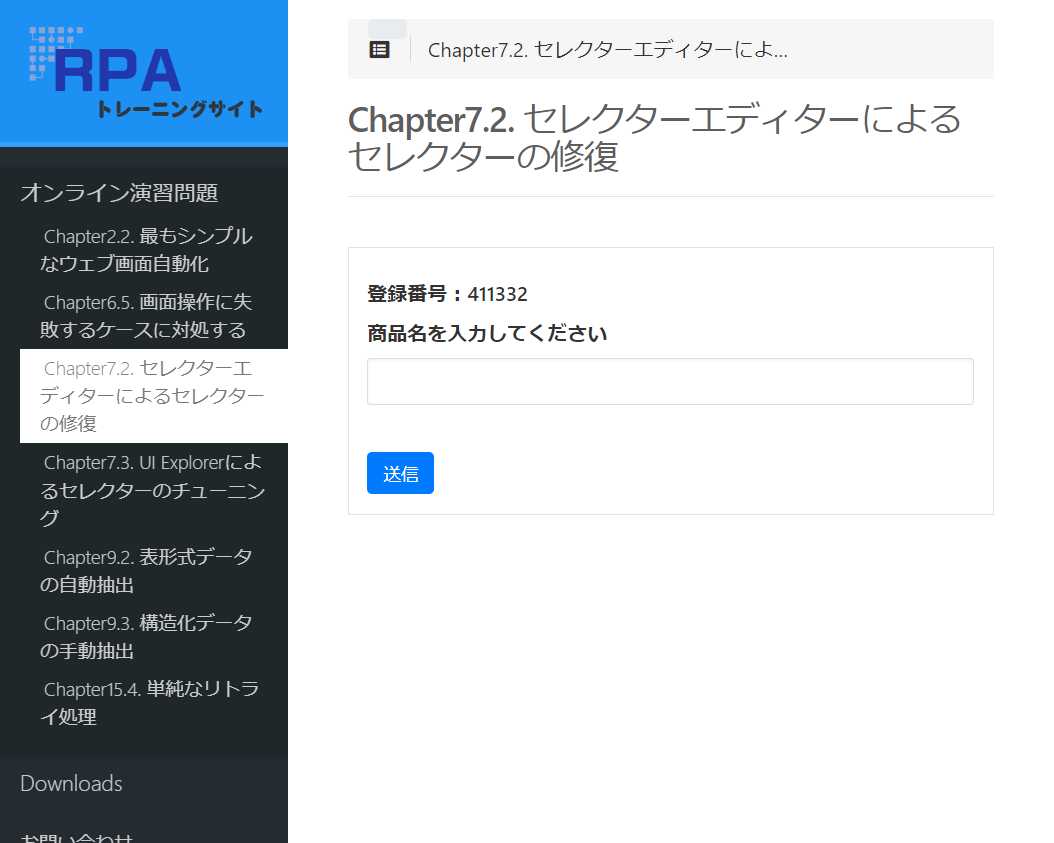 RPA
トレーニングサイト
オンライン演習問題
Chapter2.2. 最もシンプル
なウェブ画面自動化
Chapter6.5. 画面操作に失
敗するケースに対処する
Chapter7.2. セレクターエ
ディターによるセレクター
の修復
Chapter7.3. UI Explorerによ
るセレクターのチューニン
グ
Chapter9.2. 表形式データ
の自動抽出
Chapter9.3. 構造化データ
の手動抽出
Chapter15.4. 単純なリトラ
イ処理
Downloads
お問い合わせ
Chapter7.2. セレクターエディターによ...
Chapter7.2. セレクターエディターによる
セレクターの修復
登録番号：411332
商品名を入力してください
送信